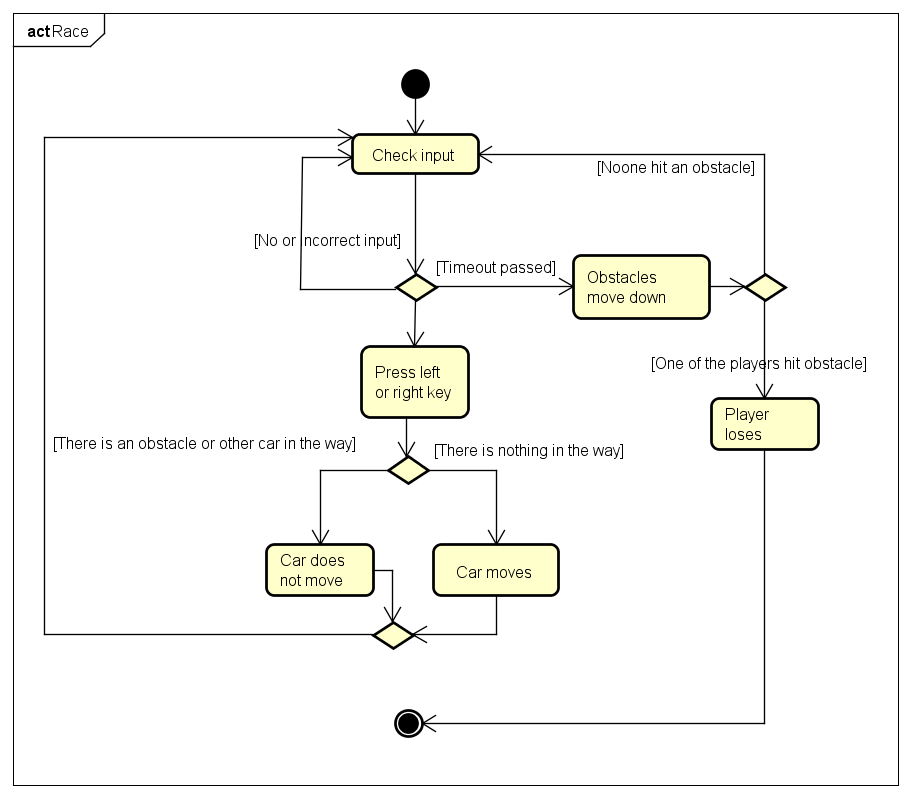 actRace
Check input
[Noone hit an obstacle]
[No or incorrect input]
[Timeout passed]
Obstacles
move down
[One of the players hit obstacle]
Press left
or right key
Player
loses
[There is an obstacle or other car in the way]
[There is nothing in the way]
Car does
not move
Car moves